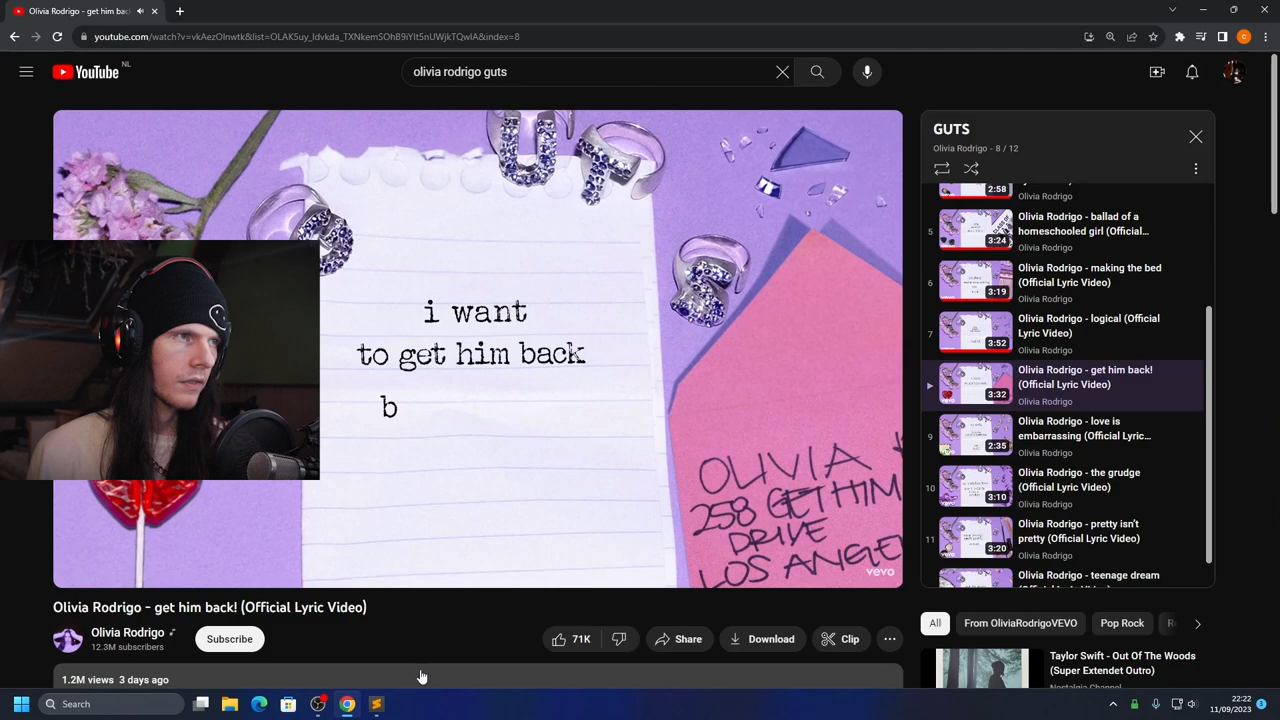 Olivia Rodrigo - get him bac
youtube.com/watch?v=vkAezOlnwtk&list=OLAK5uy_ldvkda_TXNkemSOhB9iYIt5nUWjkTQwIA&index=8
YouTube NL
olivia rodrigo guts
UT
S
i want
to get him back
b
OLIVIA
258 GET HIM
DRIVE
LOS ANGELE
vevo
GUTS
Olivia Rodrigo - 8 / 12
2:58
Olivia Rodrigo
5
Olivia Rodrigo - ballad of a
homeschooled girl (Official...
3:24
Olivia Rodrigo
6
Olivia Rodrigo - making the bed
(Official Lyric Video)
3:19
Olivia Rodrigo
7
Olivia Rodrigo - logical (Official
Lyric Video)
3:52
Olivia Rodrigo
Olivia Rodrigo - get him back!
(Official Lyric Video)
3:32
Olivia Rodrigo
9
Olivia Rodrigo - love is
embarrassing (Official Lyric...
2:35
Olivia Rodrigo
10
Olivia Rodrigo - the grudge
(Official Lyric Video)
3:10
Olivia Rodrigo
11
Olivia Rodrigo - pretty isn't
pretty (Official Lyric Video)
3:20
Olivia Rodrigo
Olivia Rodrigo - teenage dream
Olivia Rodrigo - get him back! (Official Lyric Video)
Olivia Rodrigo
12.3M subscribers
Subscribe
71K
Share
Download
Clip
1.2M views 3 days ago
All
From OliviaRodrigoVEVO
Pop Rock
R
Taylor Swift - Out Of The Woods
(Super Extendet Outro)
Nostalgia Channel
Search
22:22
11/09/2023
3